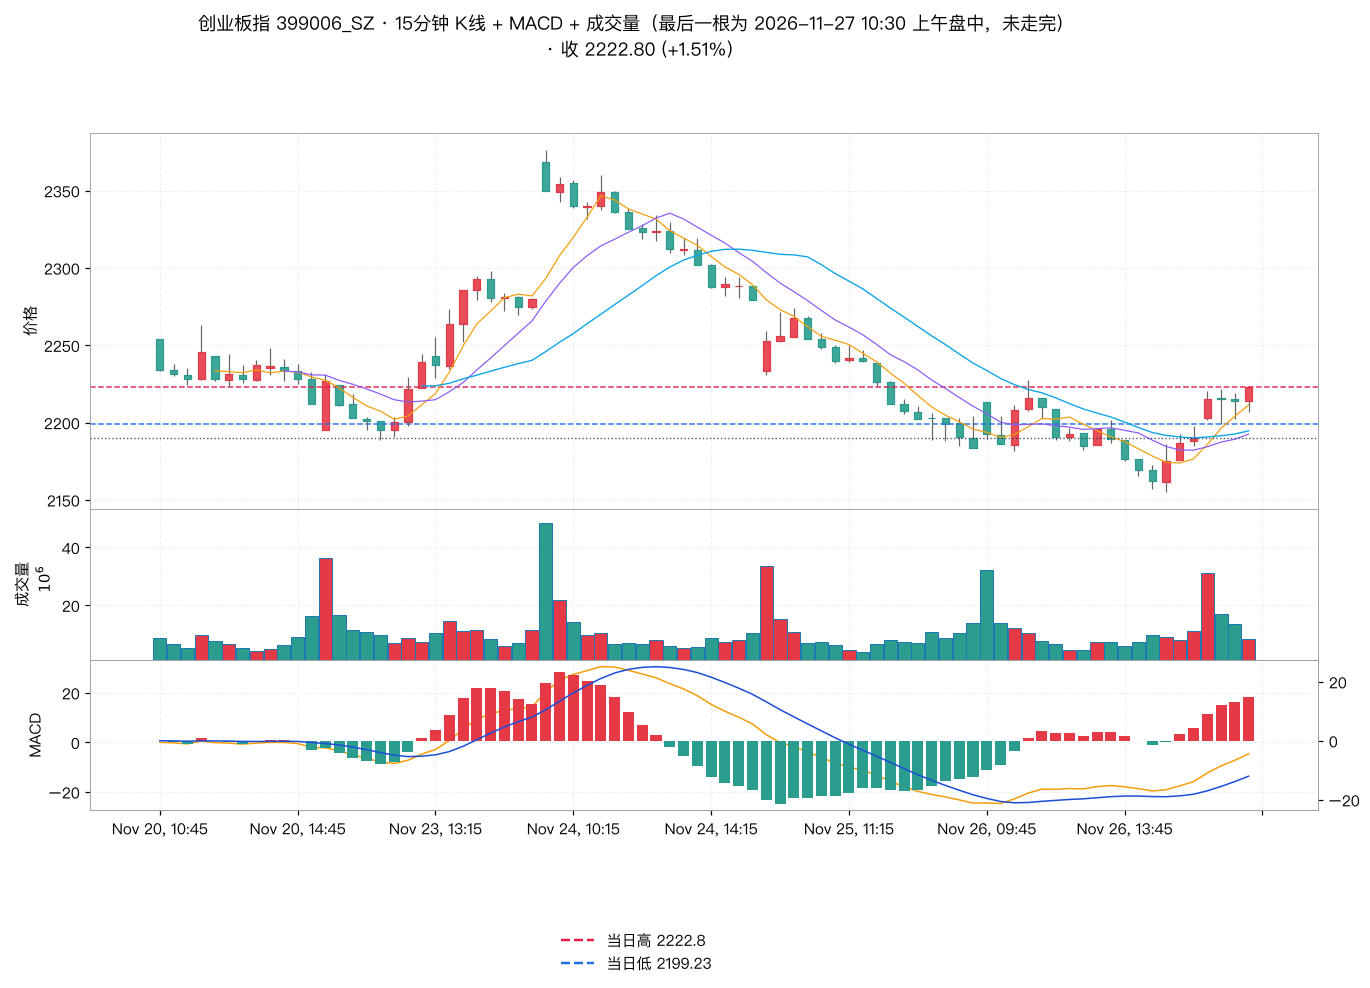 创业板指 399006_SZ · 15分钟 K线 + MACD + 成交量（最后一根为 2026−11−27 10:30 上午盘中，未走完）
· 收 2222.80 (+1.51%)
价格
2350
2300
2250
2200
2150
成交量
10⁶
40
20
MACD
20
0
−20
20
0
−20
Nov 20, 10:45
Nov 20, 14:45
Nov 23, 13:15
Nov 24, 10:15
Nov 24, 14:15
Nov 25, 11:15
Nov 26, 09:45
Nov 26, 13:45
当日高 2222.8
当日低 2199.23